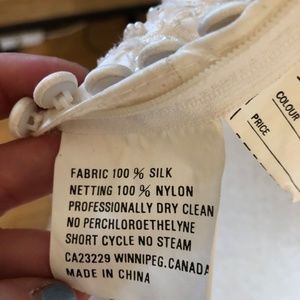 FABRIC 100 % SILK
NETTING 100 % NYLON
PROFESSIONALLY DRY CLEAN
NO PERCHLOROETHELYNE
SHORT CYCLE NO STEAM
CA23229 WINNIPEG.CANADA
MADE IN CHINA
COLOUR
PRICE